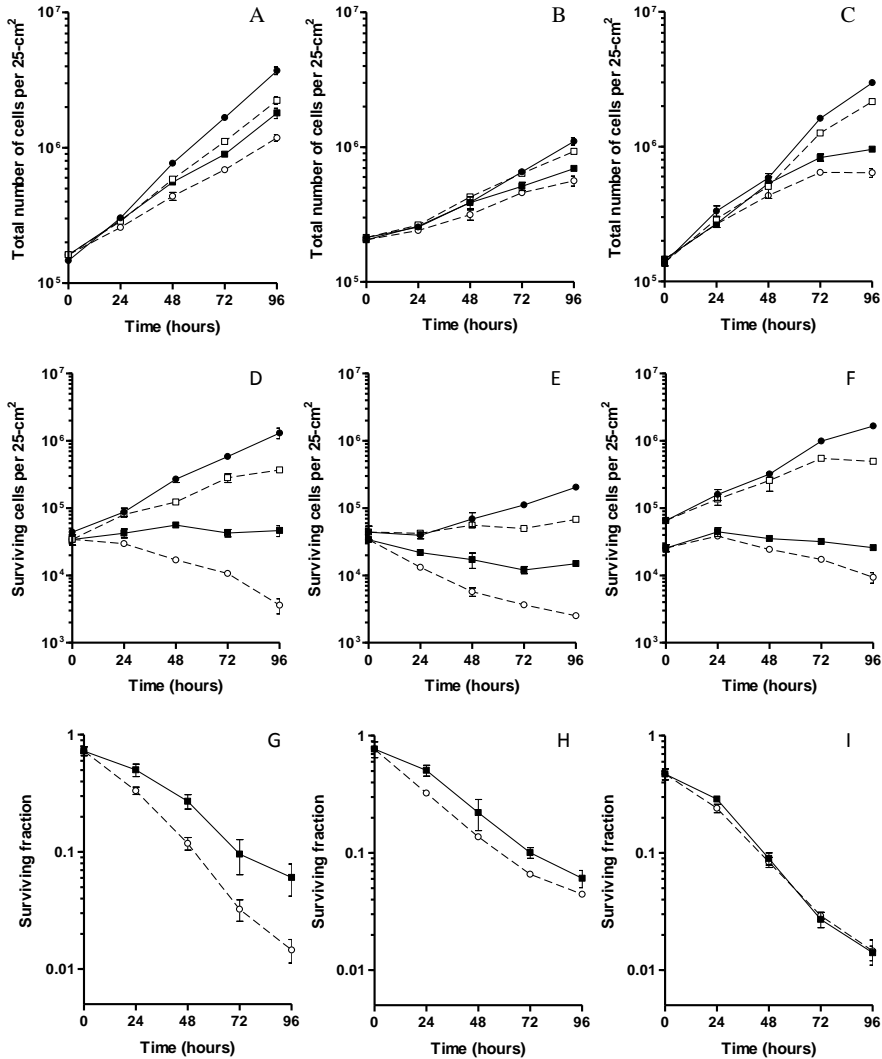 A
Total number of cells per 25-cm²
10⁷
10⁶
10⁵
0 24 48 72 96
Time (hours)
B
Total number of cells per 25-cm²
10⁷
10⁶
10⁵
0 24 48 72 96
Time (hours)
C
Total number of cells per 25-cm²
10⁷
10⁶
10⁵
0 24 48 72 96
Time (hours)
D
Surviving cells per 25-cm²
10⁷
10⁶
10⁵
10⁴
10³
0 24 48 72 96
Time (hours)
E
Surviving cells per 25-cm²
10⁷
10⁶
10⁵
10⁴
10³
0 24 48 72 96
Time (hours)
F
Surviving cells per 25-cm²
10⁷
10⁶
10⁵
10⁴
10³
0 24 48 72 96
Time (hours)
G
Surviving fraction
1
0.1
0.01
0 24 48 72 96
Time (hours)
H
Surviving fraction
1
0.1
0.01
0 24 48 72 96
Time (hours)
I
Surviving fraction
1
0.1
0.01
0 24 48 72 96
Time (hours)